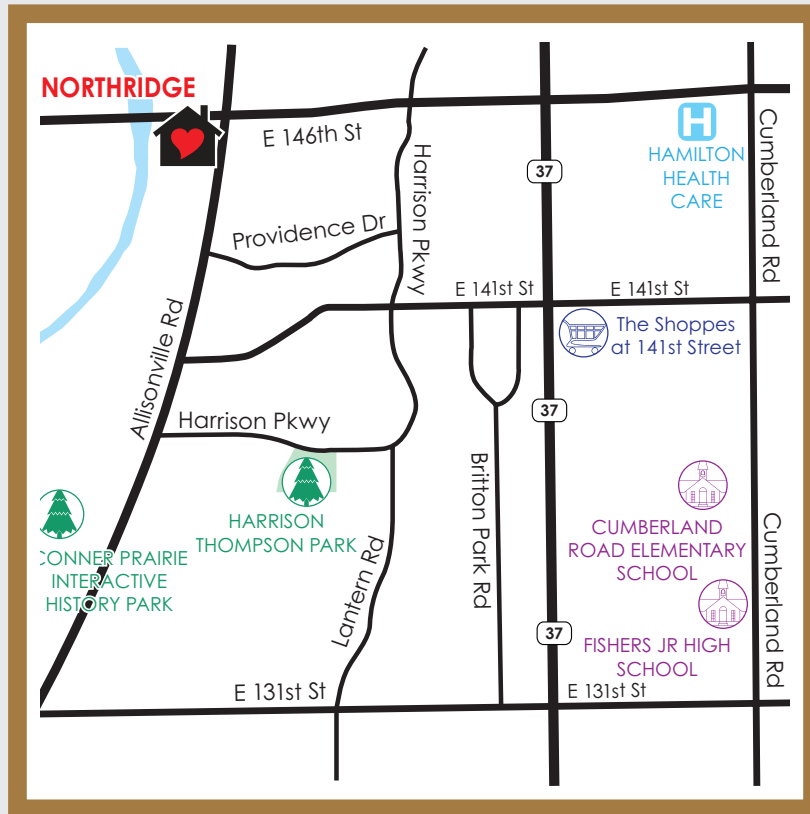 NORTHRIDGE
E 146th St
H
HAMILTON
HEALTH
CARE
Cumberland Rd
Harrison Pkwy
37
Providence Dr
E 141st St
E 141st St
The Shoppes
at 141st Street
Allisonville Rd
37
Harrison Pkwy
HARRISON
THOMPSON PARK
Britton Park Rd
CUMBERLAND
ROAD ELEMENTARY
SCHOOL
Cumberland Rd
CONNER PRAIRIE
INTERACTIVE
HISTORY PARK
Lantern Rd
37
FISHERS JR HIGH
SCHOOL
E 131st St
E 131st St